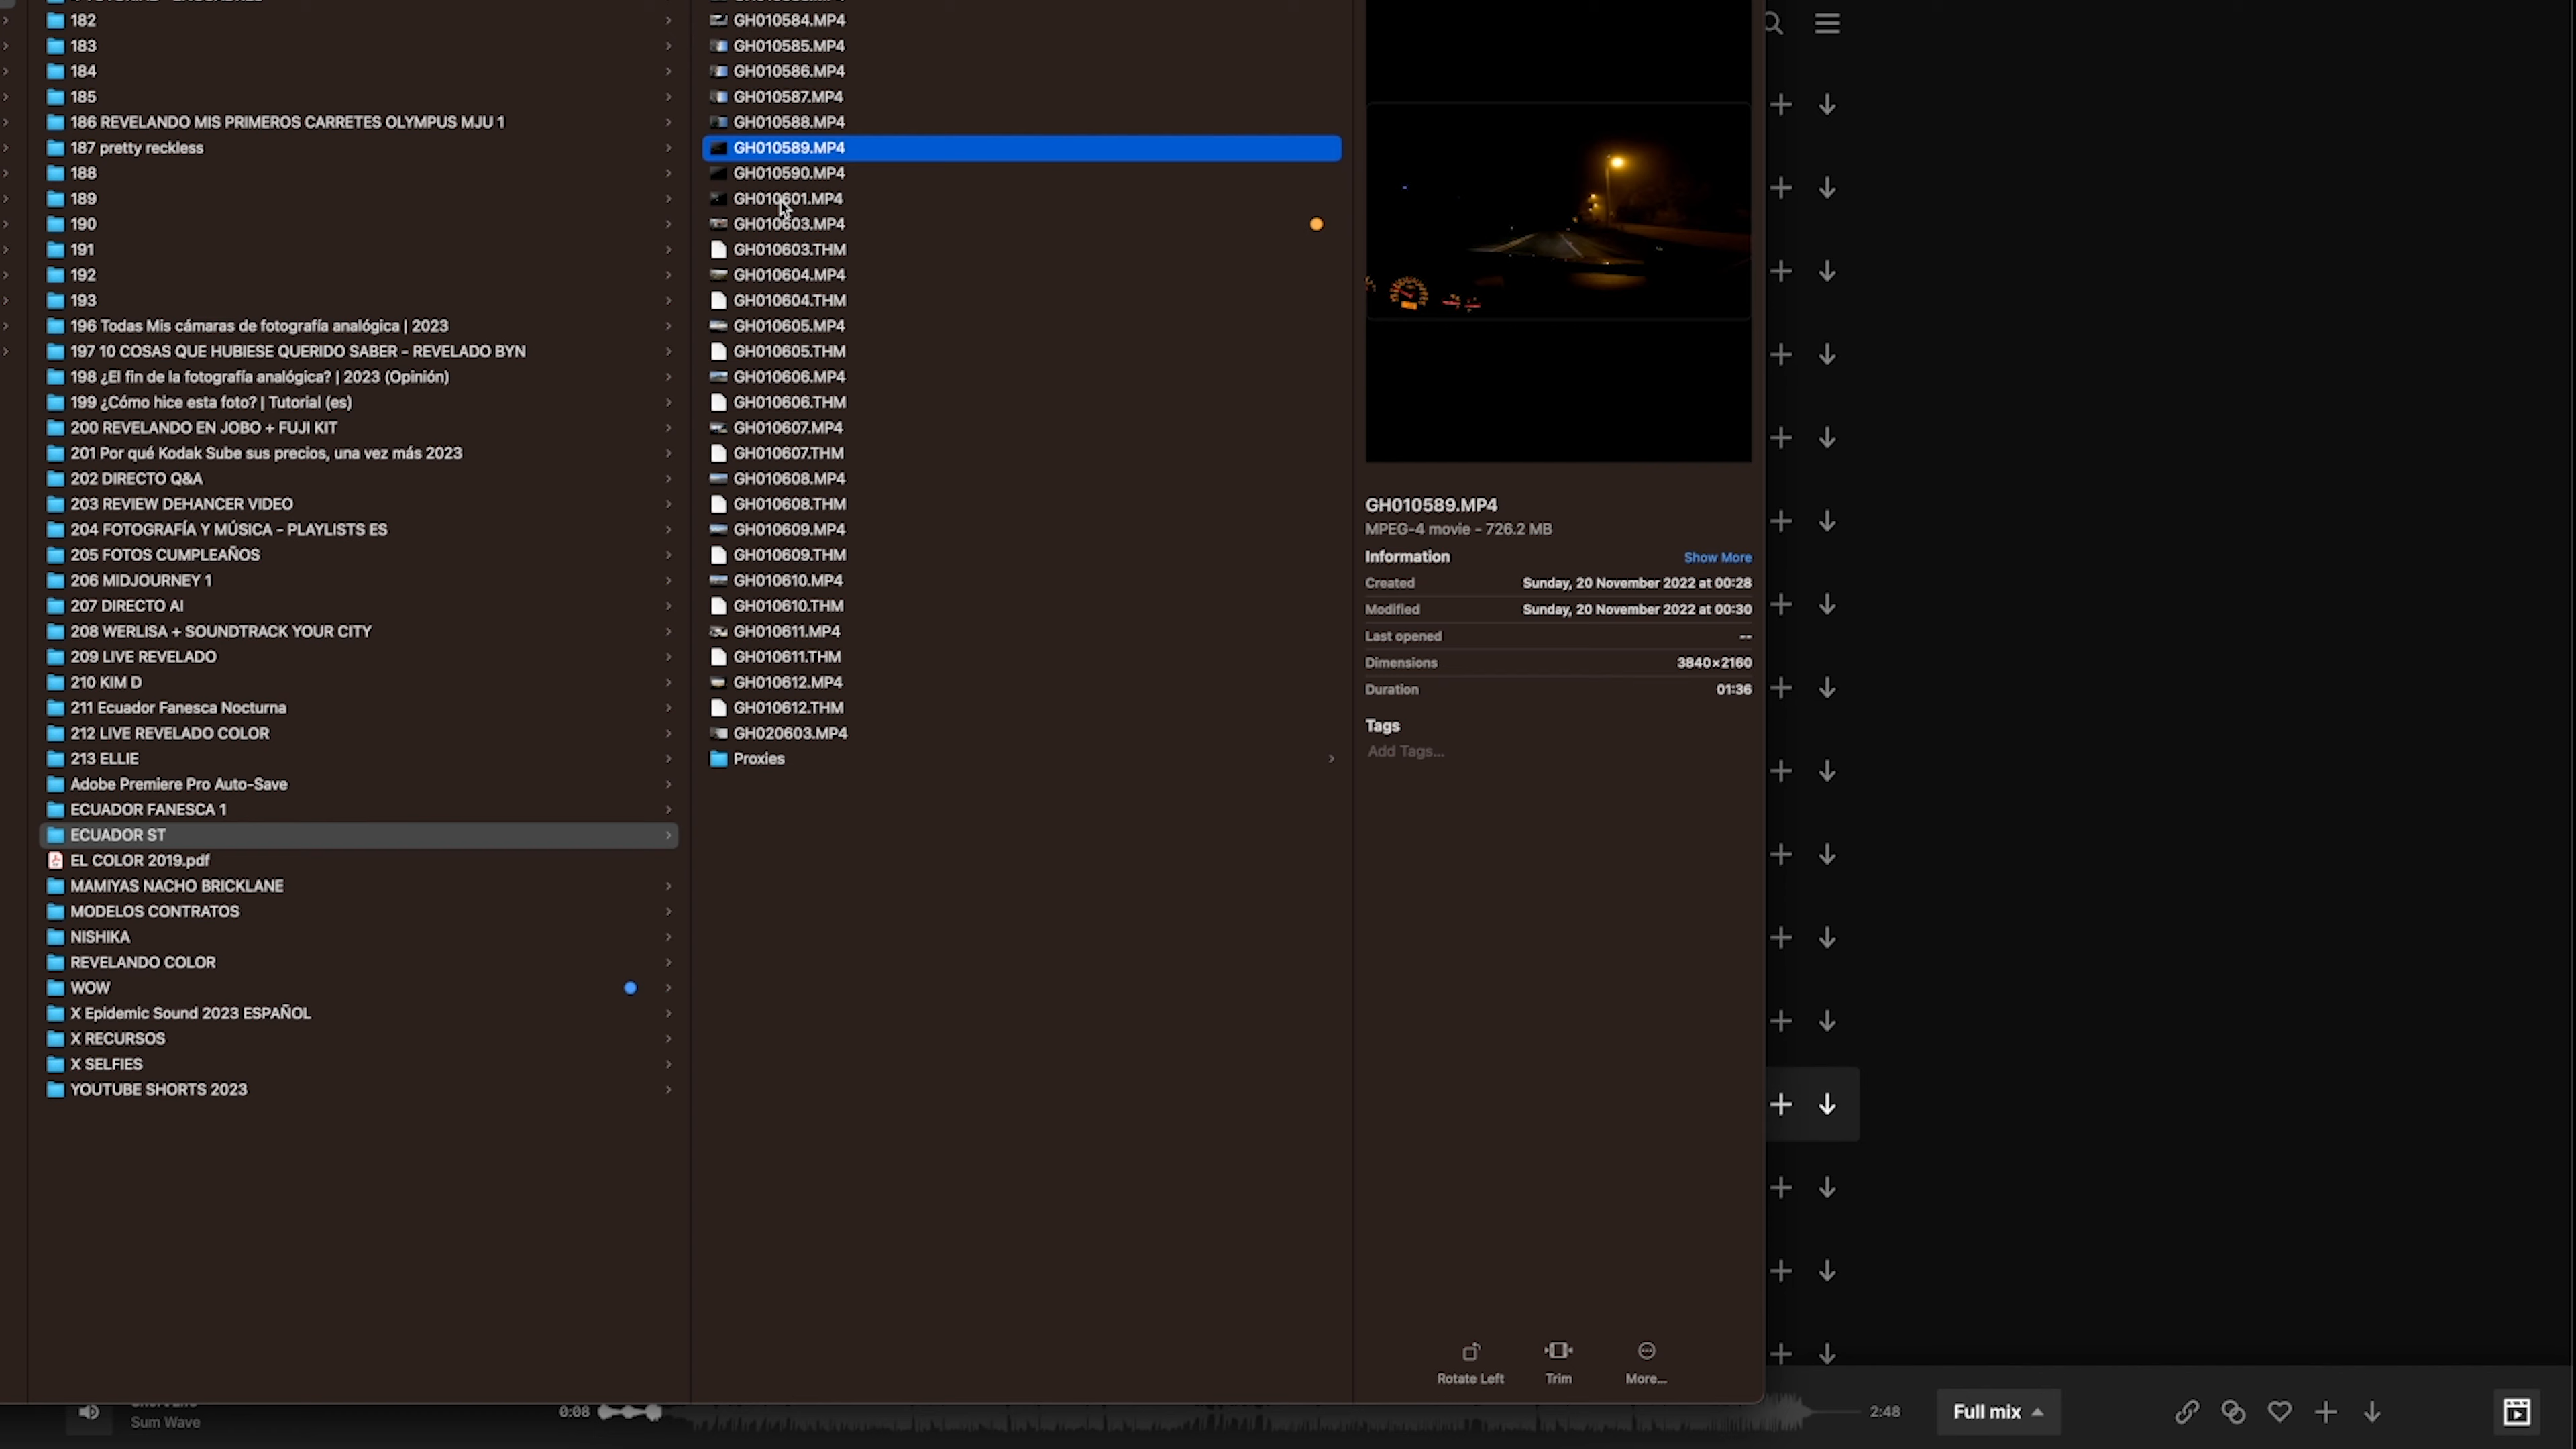 182
183
184
185
186 REVELANDO MIS PRIMEROS CARRETES OLYMPUS MJU 1
187 pretty reckless
188
189
190
191
192
193
196 Todas Mis cámaras de fotografía analógica | 2023
197 10 COSAS QUE HUBIESE QUERIDO SABER - REVELADO BYN
198 ¿El fin de la fotografía analógica? | 2023 (Opinión)
199 ¿Cómo hice esta foto? | Tutorial (es)
200 REVELANDO EN JOBO + FUJI KIT
201 Por qué Kodak Sube sus precios, una vez más 2023
202 DIRECTO Q&A
203 REVIEW DEHANCER VIDEO
204 FOTOGRAFÍA Y MÚSICA - PLAYLISTS ES
205 FOTOS CUMPLEAÑOS
206 MIDJOURNEY 1
207 DIRECTO AI
208 WERLISA + SOUNDTRACK YOUR CITY
209 LIVE REVELADO
210 KIM D
211 Ecuador Fanesca Nocturna
212 LIVE REVELADO COLOR
213 ELLIE
Adobe Premiere Pro Auto-Save
ECUADOR FANESCA 1
ECUADOR ST
EL COLOR 2019.pdf
MAMIYAS NACHO BRICKLANE
MODELOS CONTRATOS
NISHIKA
REVELANDO COLOR
WOW
X Epidemic Sound 2023 ESPAÑOL
X RECURSOS
X SELFIES
YOUTUBE SHORTS 2023
GH010584.MP4
GH010585.MP4
GH010586.MP4
GH010587.MP4
GH010588.MP4
GH010589.MP4
GH010590.MP4
GH010601.MP4
GH010603.MP4
GH010603.THM
GH010604.MP4
GH010604.THM
GH010605.MP4
GH010605.THM
GH010606.MP4
GH010606.THM
GH010607.MP4
GH010607.THM
GH010608.MP4
GH010608.THM
GH010609.MP4
GH010609.THM
GH010610.MP4
GH010610.THM
GH010611.MP4
GH010611.THM
GH010612.MP4
GH010612.THM
GH020603.MP4
Proxies
GH010589.MP4
MPEG-4 movie - 726.2 MB
Information Show More
Created Sunday, 20 November 2022 at 00:28
Modified Sunday, 20 November 2022 at 00:30
Last opened --
Dimensions 3840×2160
Duration 01:36
Tags
Add Tags...
Rotate Left Trim More...
Sum Wave
0:08
2:48
Full mix